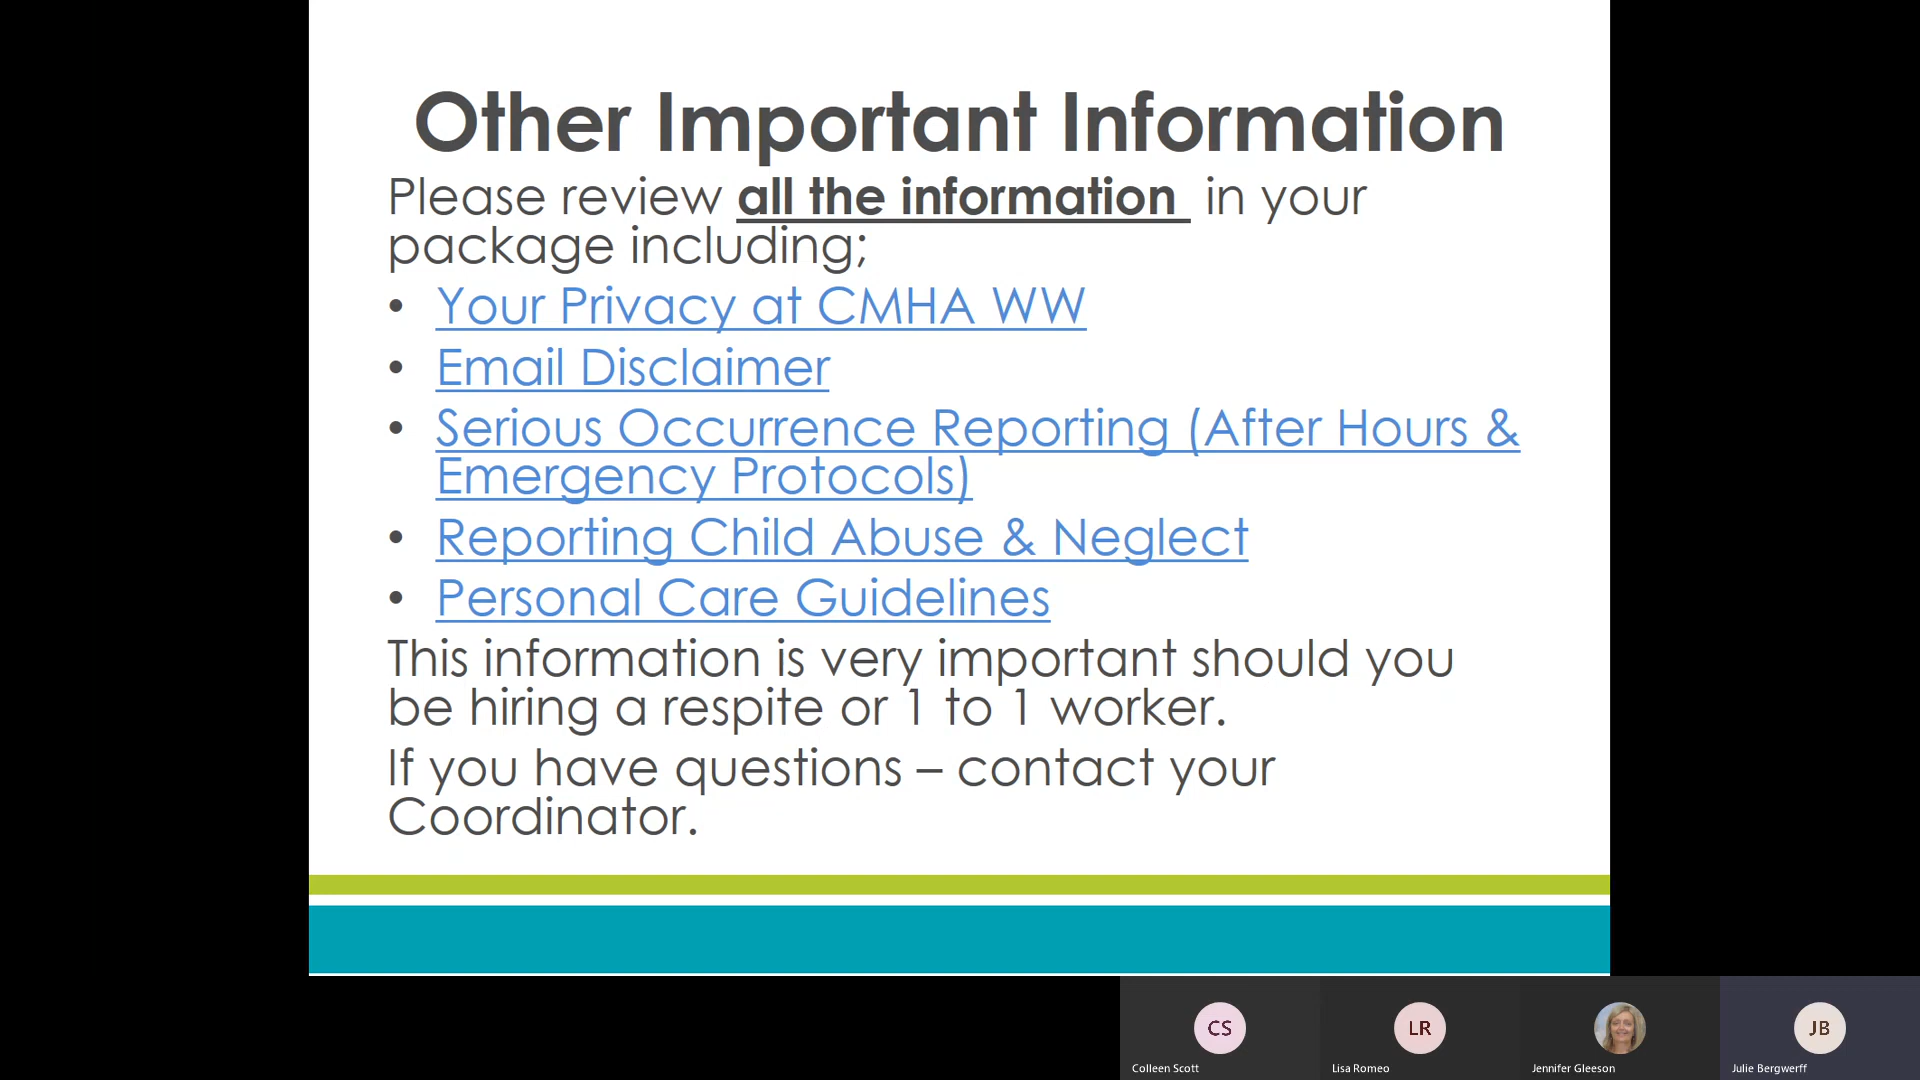 Other Important Information
Please review all the information in your
package including;
• Your Privacy at CMHA WW
• Email Disclaimer
• Serious Occurrence Reporting (After Hours &
Emergency Protocols)
• Reporting Child Abuse & Neglect
• Personal Care Guidelines
This information is very important should you
be hiring a respite or 1 to 1 worker.
If you have questions – contact your
Coordinator.
CS
LR
JB
Colleen Scott
Lisa Romeo
Jennifer Gleeson
Julie Bergwerff